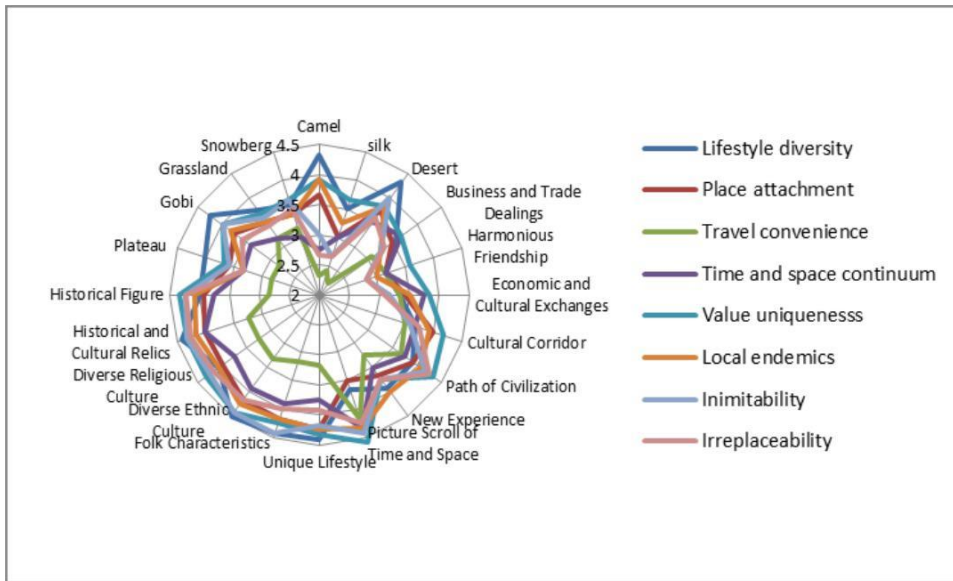 Camel
silk
Desert
Business and Trade
Dealings
Harmonious
Friendship
Economic and
Cultural Exchanges
Cultural Corridor
Path of Civilization
New Experience
Picture Scroll of
Time and Space
Unique Lifestyle
Folk Characteristics
Diverse Ethnic
Culture
Diverse Religious
Culture
Historical and
Cultural Relics
Historical Figure
Plateau
Gobi
Grassland
Snowberg
4.5
4
3.5
3
2.5
2
Lifestyle diversity
Place attachment
Travel convenience
Time and space continuum
Value uniquenesss
Local endemics
Inimitability
Irreplaceability